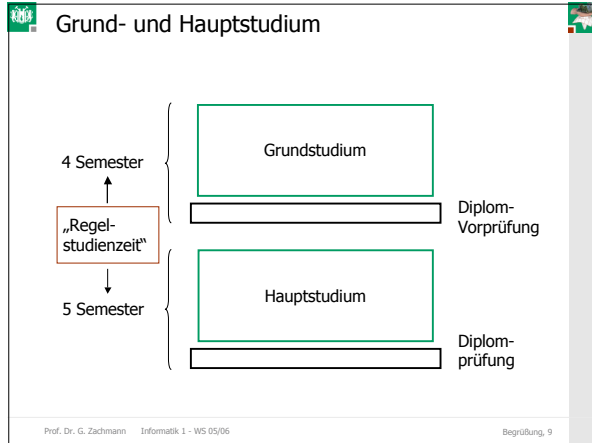 Grund- und Hauptstudium
4 Semester
Grundstudium
Diplom-
Vorprüfung
„Regel-
studienzeit“
5 Semester
Hauptstudium
Diplom-
prüfung
Prof. Dr. G. Zachmann Informatik 1 - WS 05/06
Begrüßung, 9